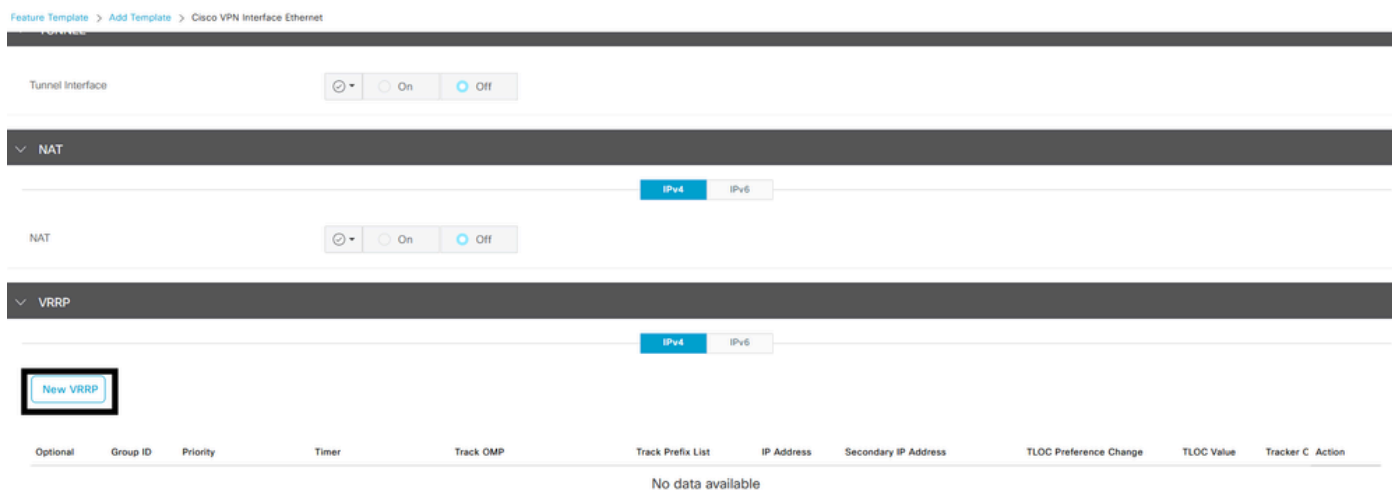 Feature Template > Add Template > Cisco VPN Interface Ethernet
TUNNEL
Tunnel Interface On Off
NAT
IPv4 IPv6
NAT On Off
VRRP
IPv4 IPv6
New VRRP
Optional Group ID Priority Timer Track OMP Track Prefix List IP Address Secondary IP Address TLOC Preference Change TLOC Value Tracker C Action
No data available